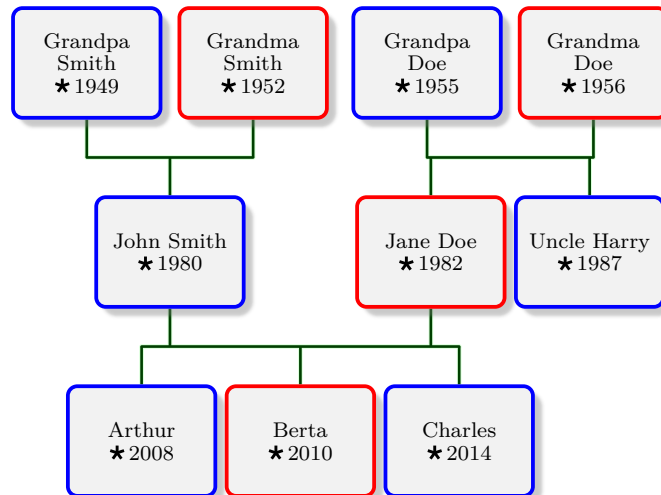 Grandpa
Smith
★ 1949
Grandma
Smith
★ 1952
Grandpa
Doe
★ 1955
Grandma
Doe
★ 1956
John Smith
★ 1980
Jane Doe
★ 1982
Uncle Harry
★ 1987
Arthur
★ 2008
Berta
★ 2010
Charles
★ 2014